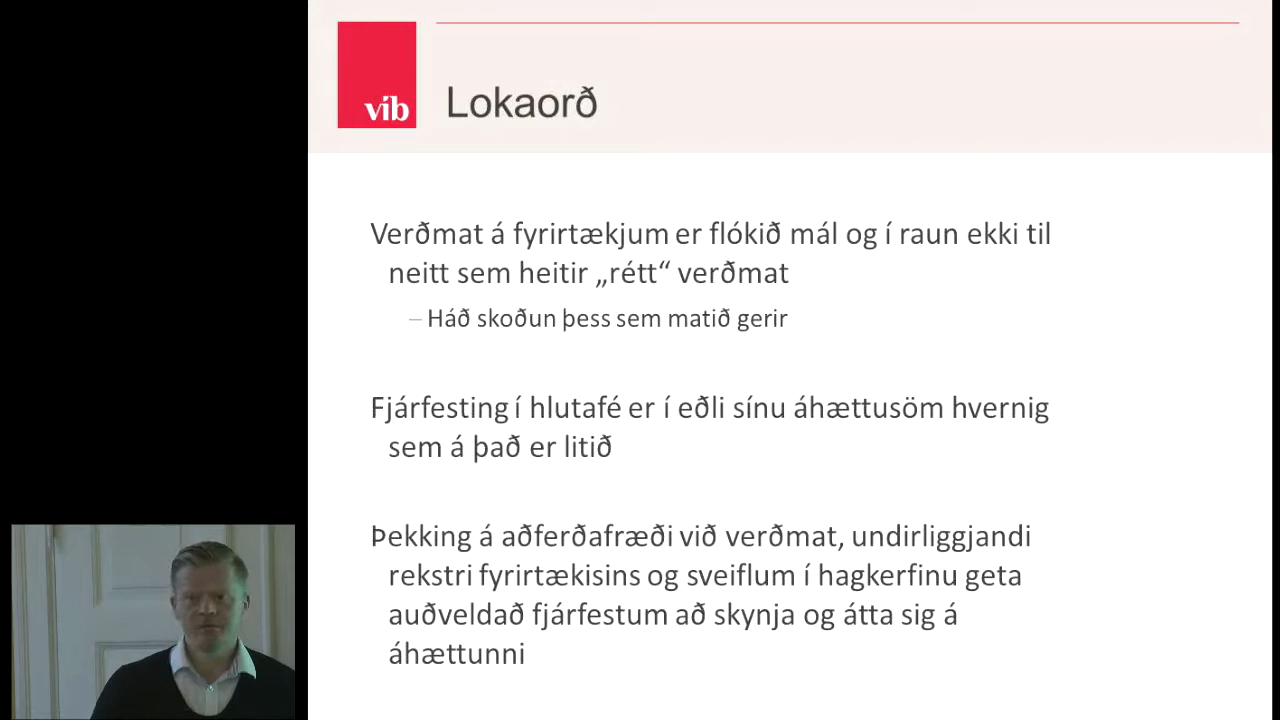 víb
Lokaorð
Verðmat á fyrirtækjum er flókið mál og í raun ekki til
neitt sem heitir „rétt“ verðmat
– Háð skoðun þess sem matið gerir
Fjárfesting í hlutafé er í eðli sínu áhættusöm hvernig
sem á það er litið
Þekking á aðferðafræði við verðmat, undirliggjandi
rekstri fyrirtækisins og sveiflum í hagkerfinu geta
auðveldað fjárfestum að skynja og átta sig á
áhættunni